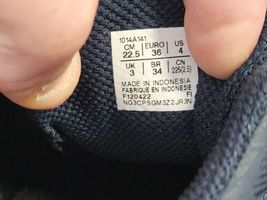 1014A141
CM EURO US
22.5 36 4
UK BR CN
3 34 225(2.5)
MADE IN INDONESIA
FABRIQUE EN INDONESIE
F120422 FI
NG3CPSGM3Z2JR3N